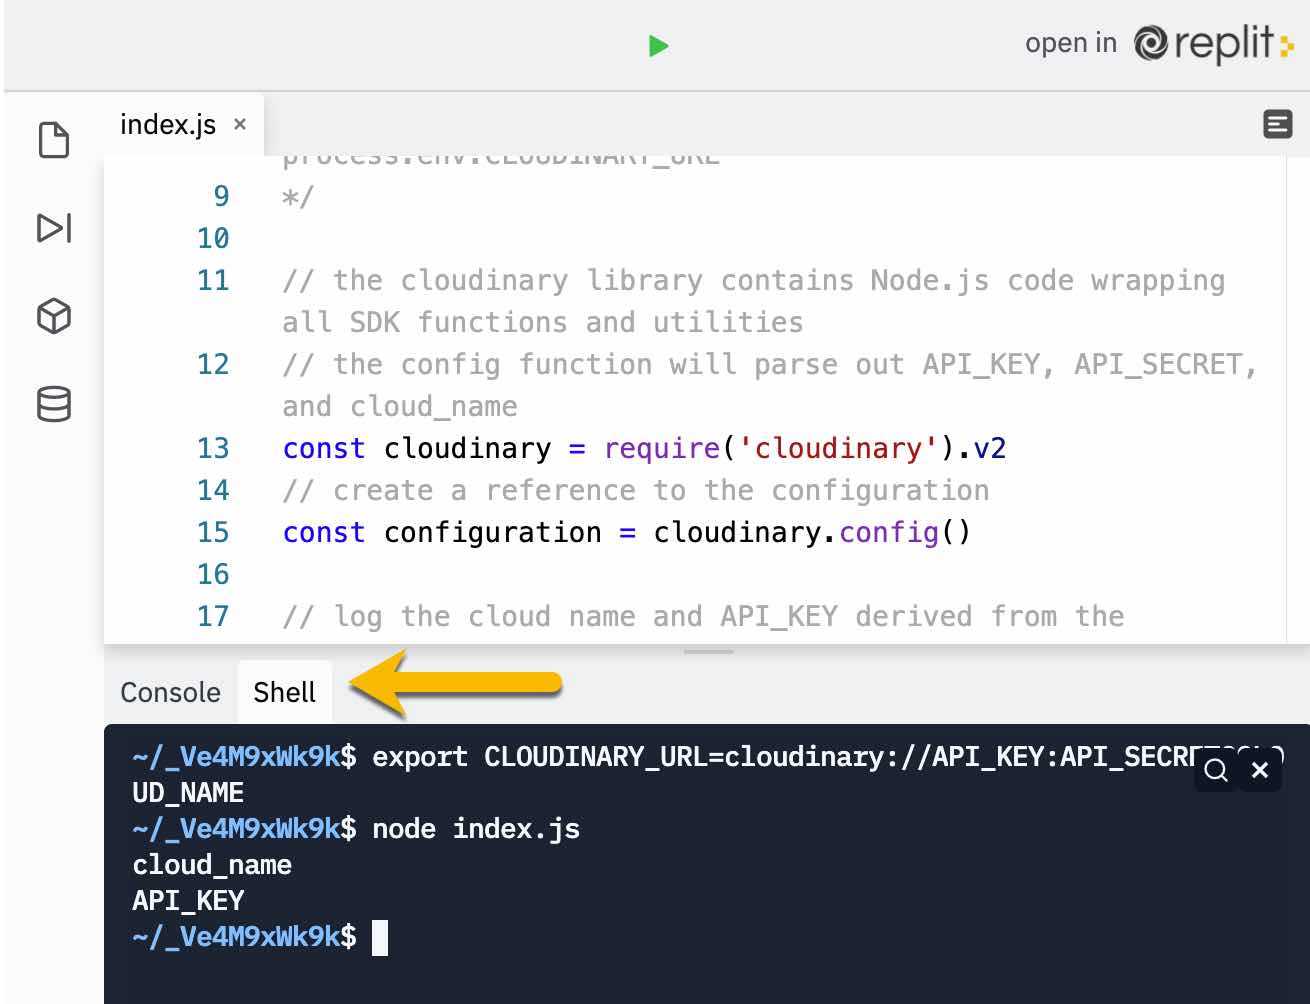 open in replit
index.js ×
process.env.CLOUDINARY_URL
9 */
10
11 // the cloudinary library contains Node.js code wrapping
all SDK functions and utilities
12 // the config function will parse out API_KEY, API_SECRET,
and cloud_name
13 const cloudinary = require('cloudinary').v2
14 // create a reference to the configuration
15 const configuration = cloudinary.config()
16
17 // log the cloud name and API_KEY derived from the
Console Shell
~/_Ve4M9xWk9k$ export CLOUDINARY_URL=cloudinary://API_KEY:
UD_NAME
~/_Ve4M9xWk9k$ node index.js
cloud_name
API_KEY
~/_Ve4M9xWk9k$